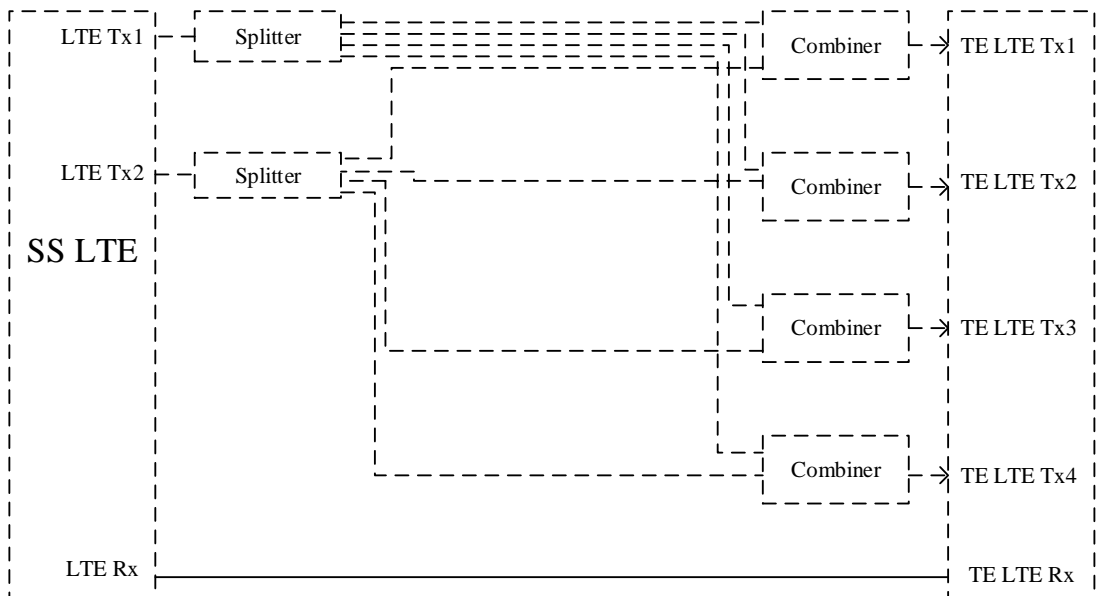 LTE Tx1
Splitter
Combiner
TE LTE Tx1
LTE Tx2
Splitter
Combiner
TE LTE Tx2
SS LTE
Combiner
TE LTE Tx3
Combiner
TE LTE Tx4
LTE Rx
TE LTE Rx